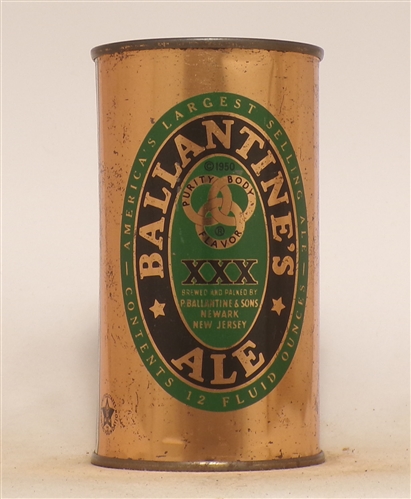 AMERICA'S LARGEST SELLING ALE
BALLANTINE'S
© 1950
PURITY BODY
FLAVOR
®
XXX
BREWED AND PACKED BY
P. BALLANTINE & SONS
NEWARK
NEW JERSEY
ALE
CONTENTS 12 FLUID OUNCES